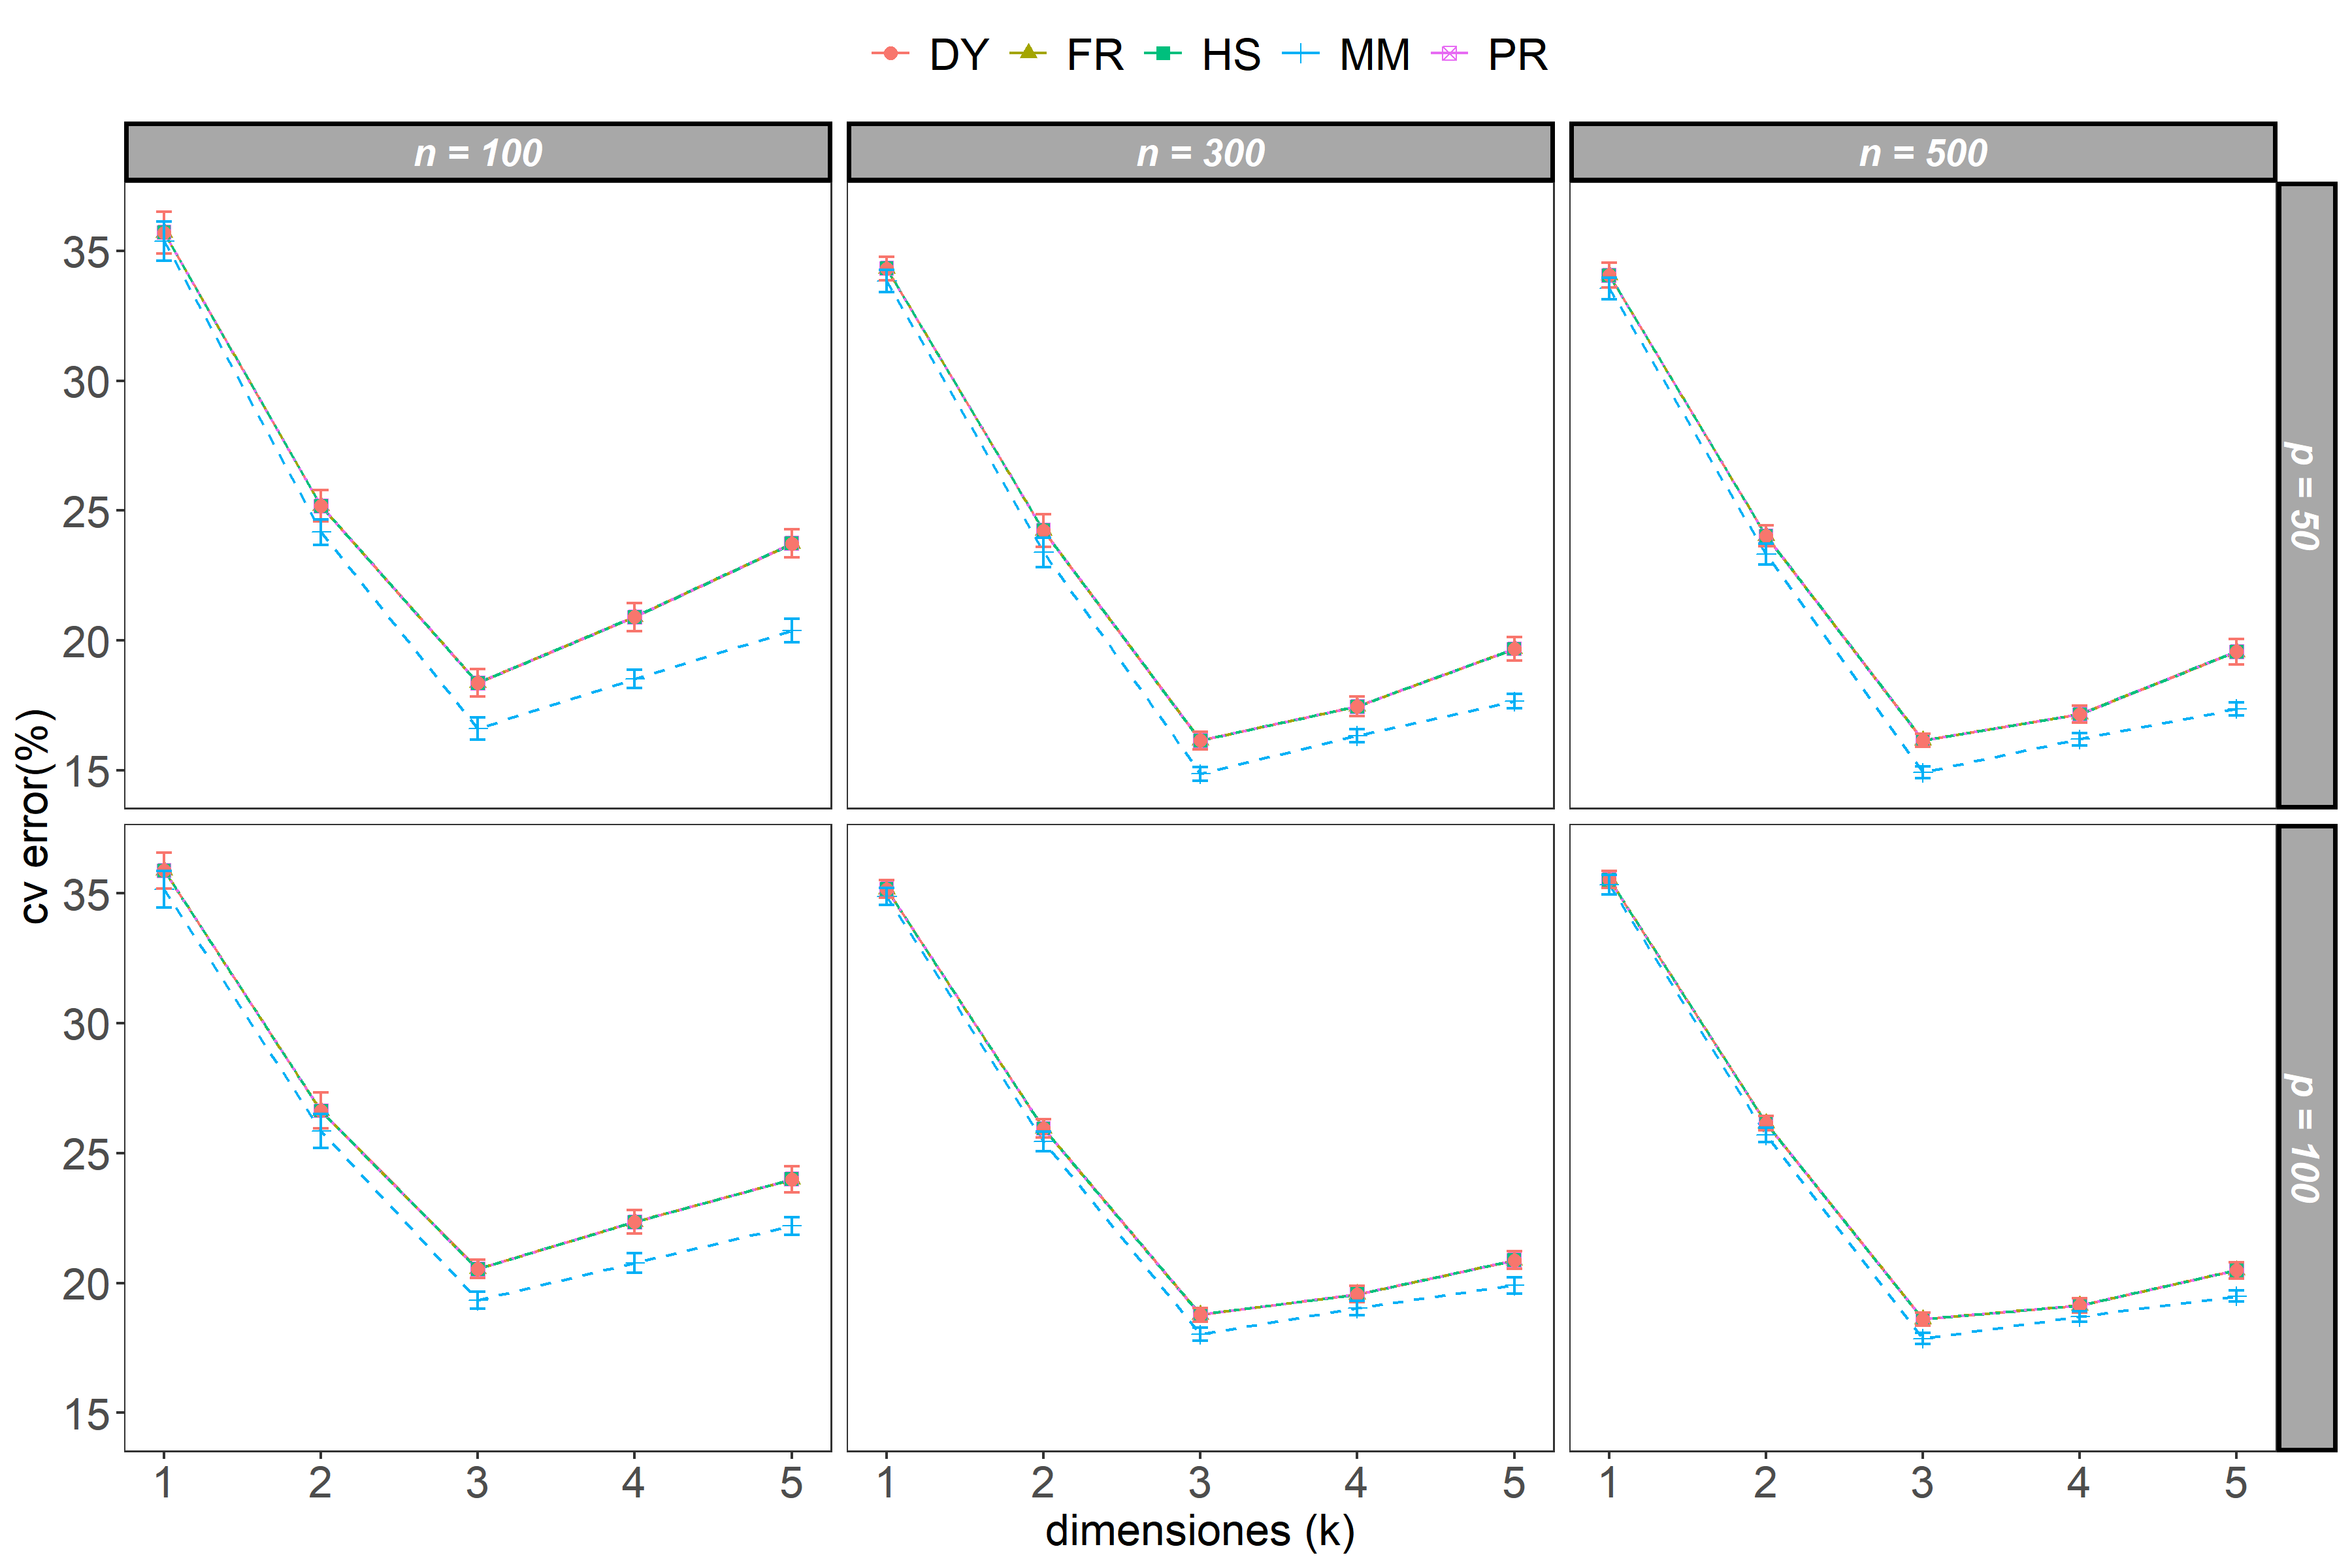 DY FR HS MM PR
n = 100 n = 300 n = 500
35
30
25
20
15
p = 50
35
30
25
20
15
p = 100
cv error(%)
1 2 3 4 5 1 2 3 4 5 1 2 3 4 5
dimensiones (k)